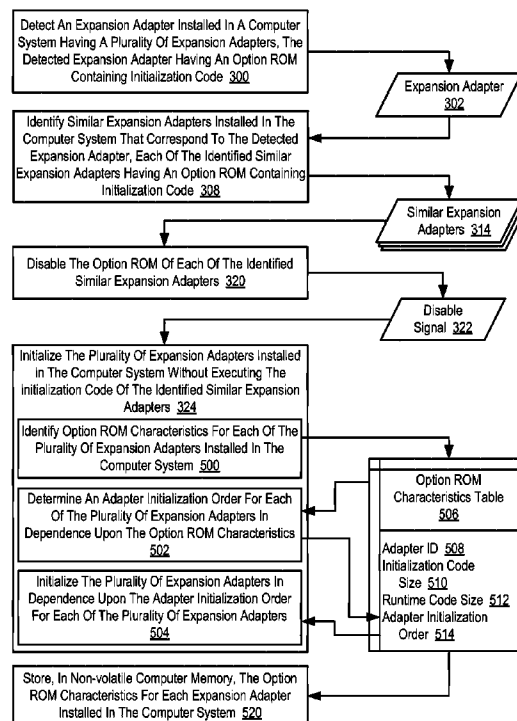 Detect An Expansion Adapter Installed In A Computer
System Having A Plurality Of Expansion Adapters, The
Detected Expansion Adapter Having An Option ROM
Containing Initialization Code 300
Expansion Adapter
302
Identify Similar Expansion Adapters Installed In The
Computer System That Correspond To The Detected
Expansion Adapter, Each Of The Identified Similar
Expansion Adapters Having An Option ROM Containing
Initialization Code 308
Similar Expansion
Adapters 314
Disable The Option ROM Of Each Of The Identified
Similar Expansion Adapters 320
Disable
Signal 322
Initialize The Plurality Of Expansion Adapters Installed
In The Computer System Without Executing The
initialization Code Of The Identified Similar Expansion
Adapters 324
Identify Option ROM Characteristics For Each Of The
Plurality Of Expansion Adapters Installed In The
Computer System 500
Option ROM
Characteristics Table
506
Determine An Adapter Initialization Order For Each
Of The Plurality Of Expansion Adapters In
Dependence Upon The Option ROM Characteristics
502
Adapter ID 508
Initialization Code
Size 510
Runtime Code Size 512
Adapter Initialization
Order 514
Initialize The Plurality Of Expansion Adapters In
Dependence Upon The Adapter Initialization Order
For Each Of The Plurality Of Expansion Adapters
504
Store, In Non-volatile Computer Memory, The Option
ROM Characteristics For Each Expansion Adapter
Installed In The Computer System 520